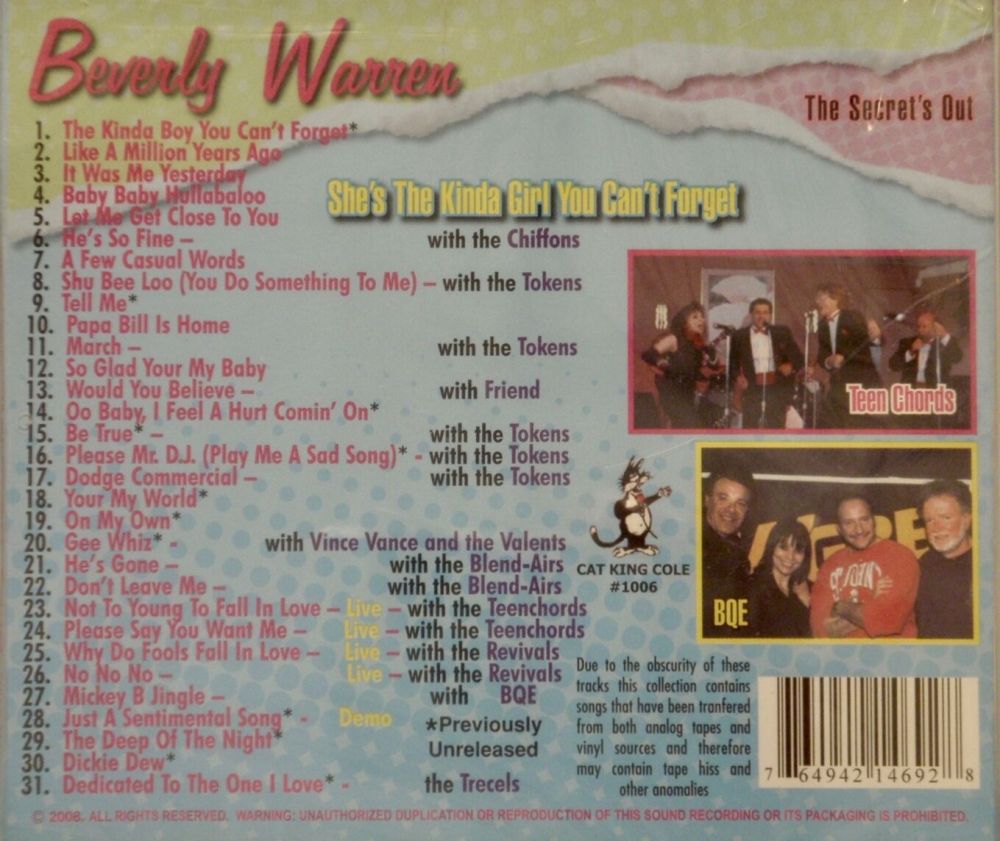 Beverly Warren
The Secret's Out
1. The Kinda Boy You Can't Forget*
2. Like A Million Years Ago
3. It Was Me Yesterday
4. Baby Baby Hullabaloo
5. Let Me Get Close To You
She's The Kinda Girl You Can't Forget
6. He's So Fine – with the Chiffons
7. A Few Casual Words
8. Shu Bee Loo (You Do Something To Me) – with the Tokens
9. Tell Me*
10. Papa Bill Is Home
11. March – with the Tokens
12. So Glad Your My Baby
13. Would You Believe – with Friend
14. Oo Baby, I Feel A Hurt Comin' On*
15. Be True* – with the Tokens
16. Please Mr. D.J. (Play Me A Sad Song)* - with the Tokens
17. Dodge Commercial – with the Tokens
18. Your My World*
19. On My Own*
20. Gee Whiz* - with Vince Vance and the Valents
21. He's Gone – with the Blend-Airs
22. Don't Leave Me – with the Blend-Airs
23. Not To Young To Fall In Love – Live – with the Teenchords
24. Please Say You Want Me – Live – with the Teenchords
25. Why Do Fools Fall In Love – Live – with the Revivals
26. No No No – Live – with the Revivals
27. Mickey B Jingle – with BQE
28. Just A Sentimental Song* - Demo
29. The Deep Of The Night*
30. Dickie Dew*
31. Dedicated To The One I Love* - the Trecels
*Previously
Unreleased
Teen Chords
CAT KING COLE
#1006
BQE
Due to the obscurity of these
tracks this collection contains
songs that have been tranfered
from both analog tapes and
vinyl sources and therefore
may contain tape hiss and
other anomalies
7 64942 14692 8
© 2008. ALL RIGHTS RESERVED. WARNING: UNAUTHORIZED DUPLICATION OR REPRODUCTION OF THIS SOUND RECORDING OR ITS PACKAGING IS PROHIBITED.